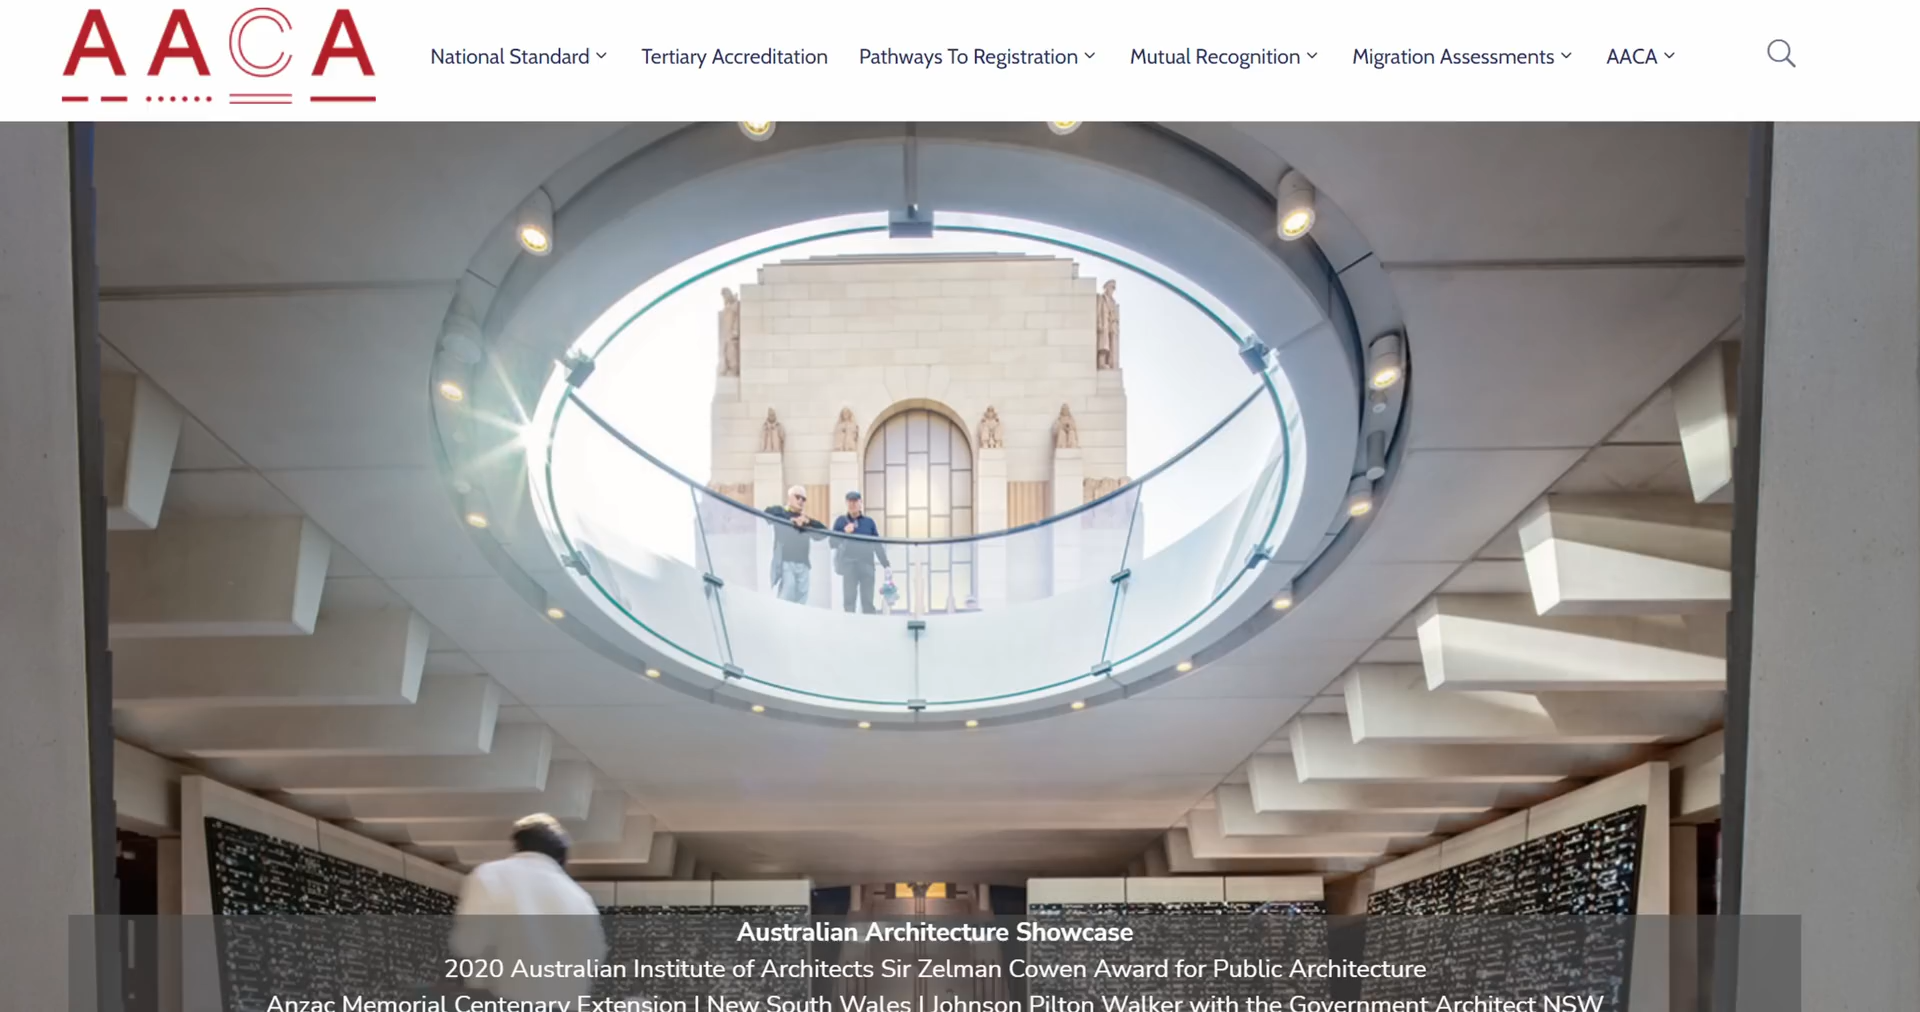 AACA
National Standard
Tertiary Accreditation
Pathways To Registration
Mutual Recognition
Migration Assessments
AACA
Australian Architecture Showcase
2020 Australian Institute of Architects Sir Zelman Cowen Award for Public Architecture
Anzac Memorial Centenary Extension | New South Wales | Johnson Pilton Walker with the Government Architect NSW